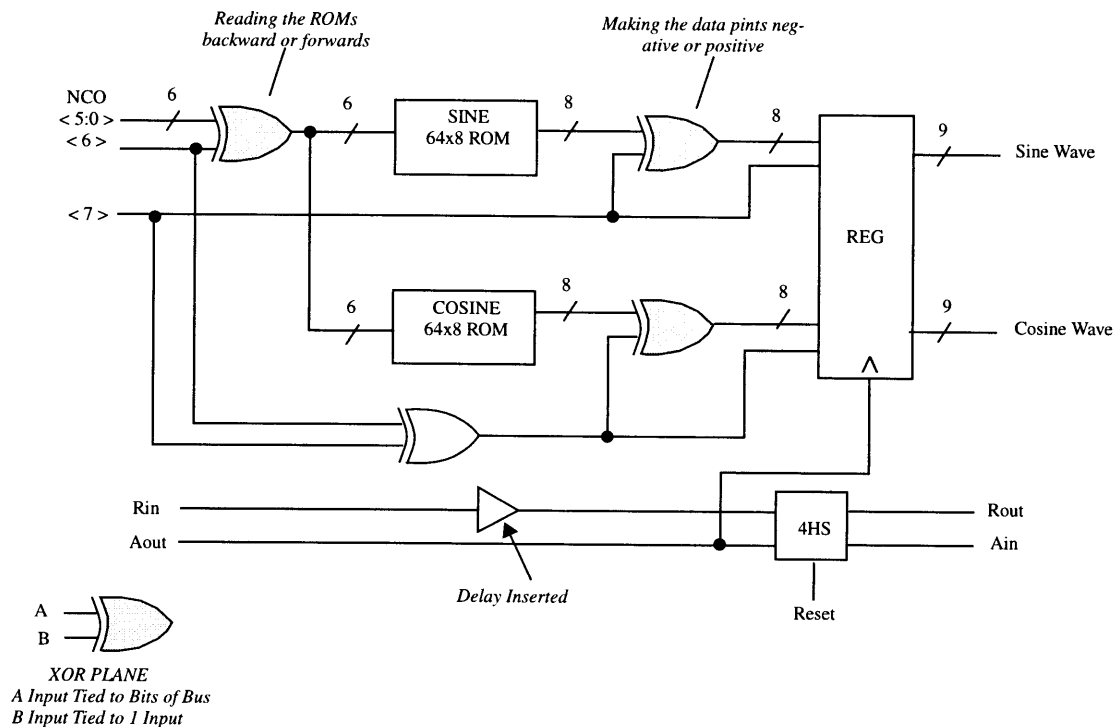 Reading the ROMs
backward or forwards
Making the data pints neg-
ative or positive
NCO
< 5:0 >
6
< 6 >
6
SINE
64x8 ROM
8
8
9
Sine Wave
< 7 >
REG
6
COSINE
64x8 ROM
8
8
9
Cosine Wave
Rin
Rout
4HS
Aout
Ain
Delay Inserted
Reset
A
B
XOR PLANE
A Input Tied to Bits of Bus
B Input Tied to 1 Input